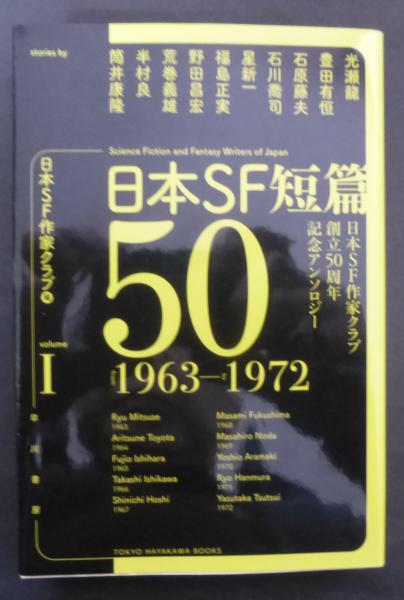 stories by
光瀬龍
豊田有恒
石原藤夫
石川喬司
星新一
福島正実
野田昌宏
荒巻義雄
半村良
筒井康隆
Science Fiction and Fantasy Writers of Japan
日本SF短篇
50
日本SF作家クラブ
創立50周年
記念アンソロジー
日本SF作家クラブ編
volume
I
from 1963—to 1972
Ryu Mitsuse
1963
Aritsune Toyota
1964
Fujio Ishihara
1965
Takashi Ishikawa
1966
Shinichi Hoshi
1967
Masami Fukushima
1968
Masahiro Noda
1969
Yoshio Aramaki
1970
Ryo Hanmura
1971
Yasutaka Tsutsui
1972
早川書房
TOKYO HAYAKAWA BOOKS